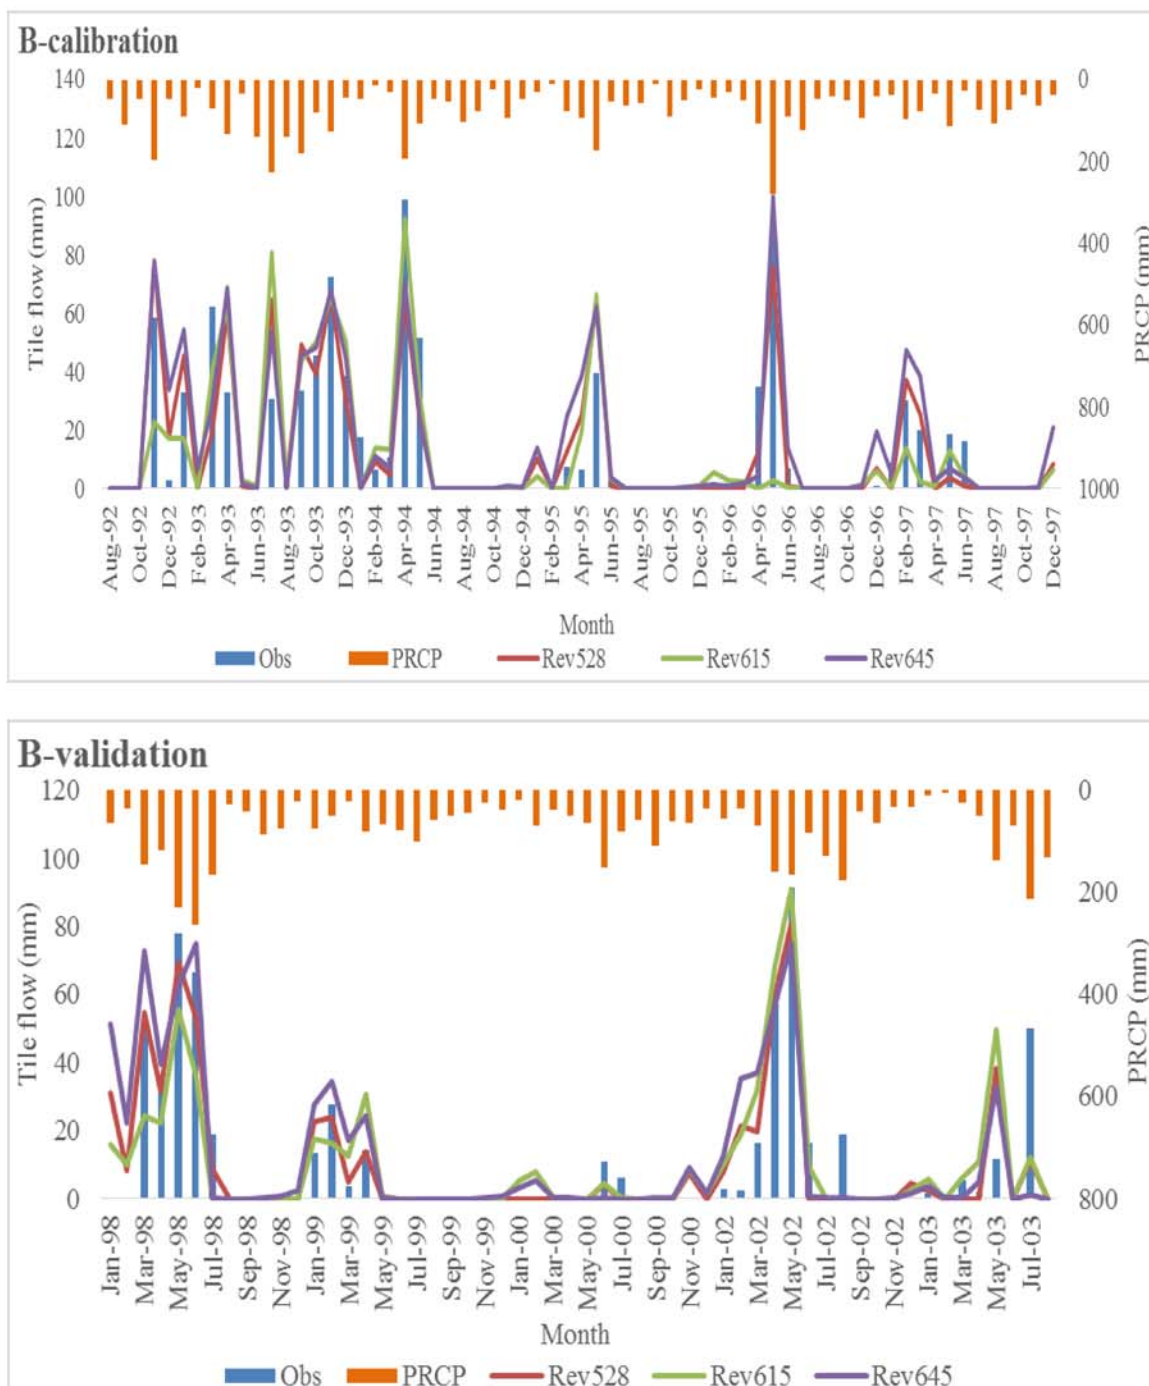 B-calibration
140 120 100 80 60 40 20 0
Tile flow (mm)
0 200 400 600 800 1000
PRCP (mm)
Aug-92 Oct-92 Dec-92 Feb-93 Apr-93 Jun-93 Aug-93 Oct-93 Dec-93 Feb-94 Apr-94 Jun-94 Aug-94 Oct-94 Dec-94 Feb-95 Apr-95 Jun-95 Aug-95 Oct-95 Dec-95 Feb-96 Apr-96 Jun-96 Aug-96 Oct-96 Dec-96 Feb-97 Apr-97 Jun-97 Aug-97 Oct-97 Dec-97
Month
Obs PRCP Rev528 Rev615 Rev645
B-validation
120 100 80 60 40 20 0
Tile flow (mm)
0 200 400 600 800
PRCP (mm)
Jan-98 Mar-98 May-98 Jul-98 Sep-98 Nov-98 Jan-99 Mar-99 May-99 Jul-99 Sep-99 Nov-99 Jan-00 Mar-00 May-00 Jul-00 Sep-00 Nov-00 Jan-02 Mar-02 May-02 Jul-02 Sep-02 Nov-02 Jan-03 Mar-03 May-03 Jul-03
Month
Obs PRCP Rev528 Rev615 Rev645